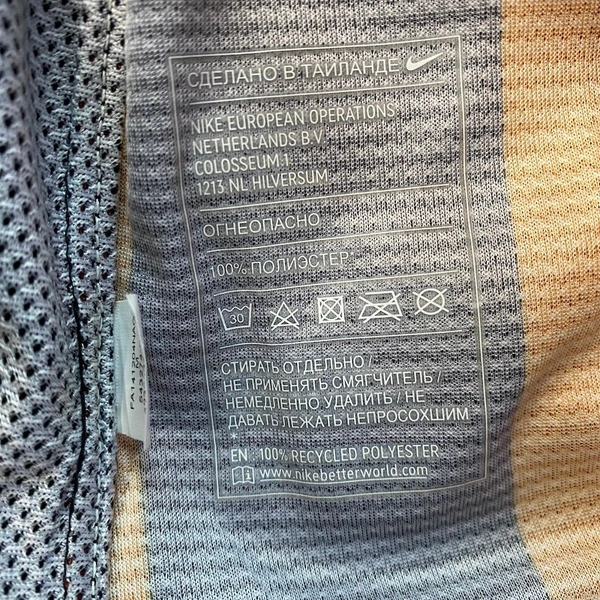 СДЕЛАНО В ТАИЛАНДЕ
NIKE EUROPEAN OPERATIONS
NETHERLANDS B.V.
COLOSSEUM 1
1213 NL HILVERSUM
ОГНЕОПАСНО
100% ПОЛИЭСТЕР*
30
СТИРАТЬ ОТДЕЛЬНО /
НЕ ПРИМЕНЯТЬ СМЯГЧИТЕЛЬ /
НЕМЕДЛЕННО УДАЛИТЬ / НЕ
ДАВАТЬ ЛЕЖАТЬ НЕПРОСОХШИМ
*
EN: 100% RECYCLED POLYESTER
www.nikebetterworld.com